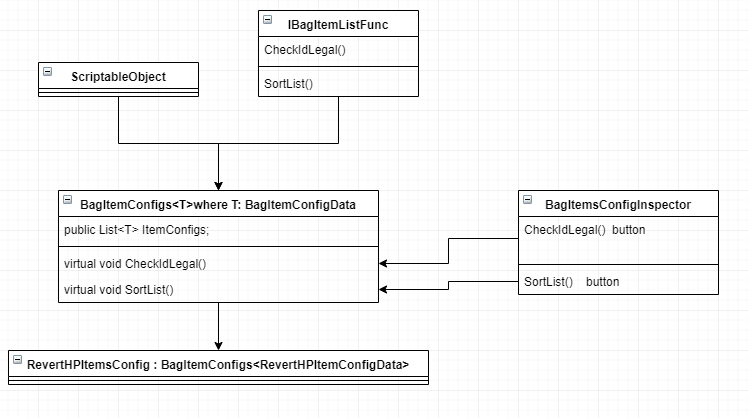 IBagItemListFunc
CheckIdLegal()
SortList()
ScriptableObject
BagItemConfigs<T>where T: BagItemConfigData
public List<T> ItemConfigs;
virtual void CheckIdLegal()
virtual void SortList()
BagItemsConfigInspector
CheckIdLegal() button
SortList() button
RevertHPItemsConfig : BagItemConfigs<RevertHPItemConfigData>